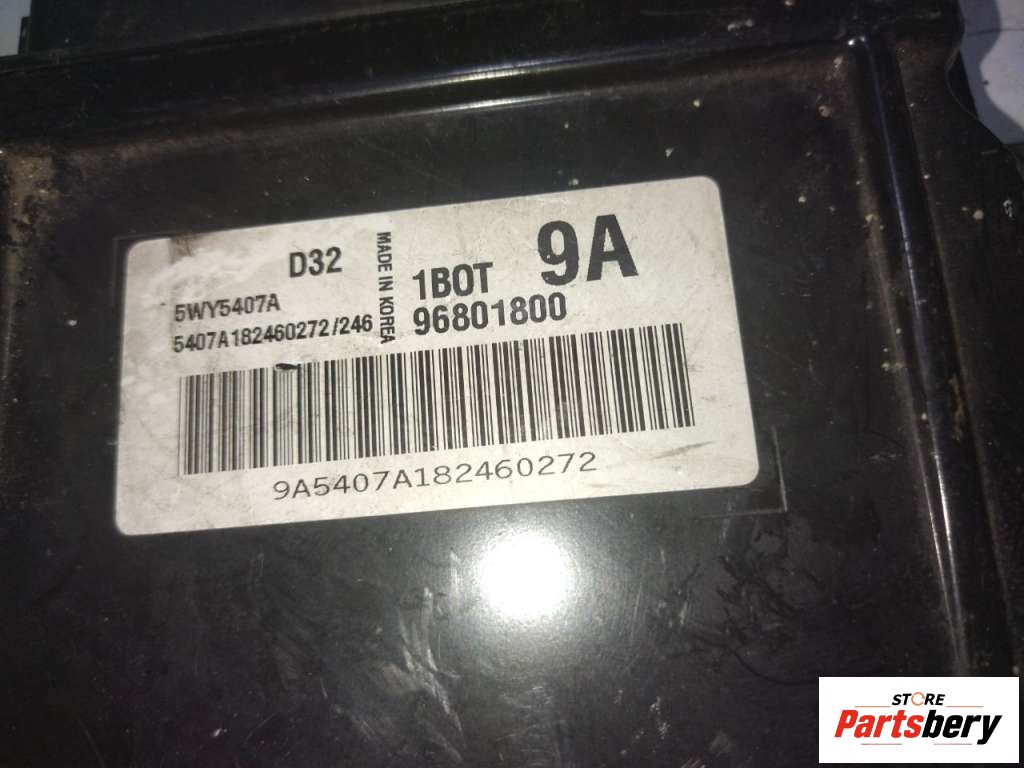 D32
5WY5407A
5407A182460272/246
MADE IN KOREA
1BOT 9A
96801800
9A5407A182460272
STORE
Partsbery